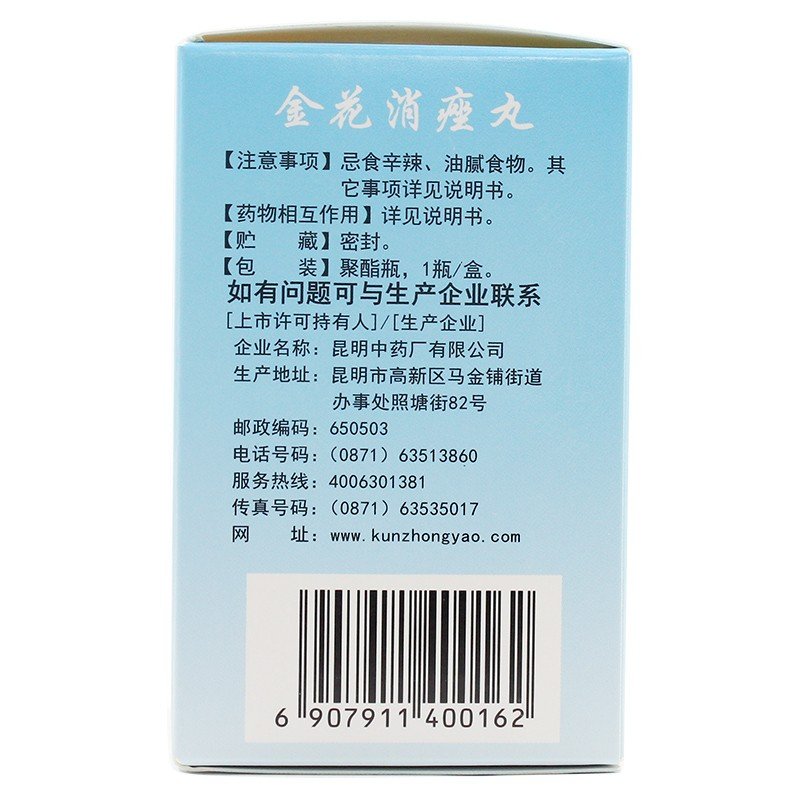 金花消痤丸
【注意事项】忌食辛辣、油腻食物。其
它事项详见说明书。
【药物相互作用】详见说明书。
【贮 藏】密封。
【包 装】聚酯瓶，1瓶/盒。
如有问题可与生产企业联系
[上市许可持有人]/[生产企业]
企业名称：昆明中药厂有限公司
生产地址：昆明市高新区马金铺街道
办事处照塘街82号
邮政编码：650503
电话号码：(0871) 63513860
服务热线：4006301381
传真号码：(0871) 63535017
网 址：www.kunzhongyao.com
6 907911 400162